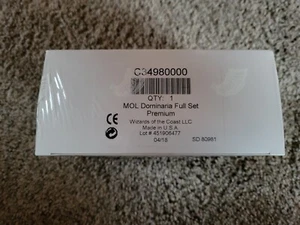 C34980000
QTY: 1
MOL Dominaria Full Set
Premium
Wizards of the Coast LLC
Made in U.S.A
Lot # 451906477
04/18 SD 80981